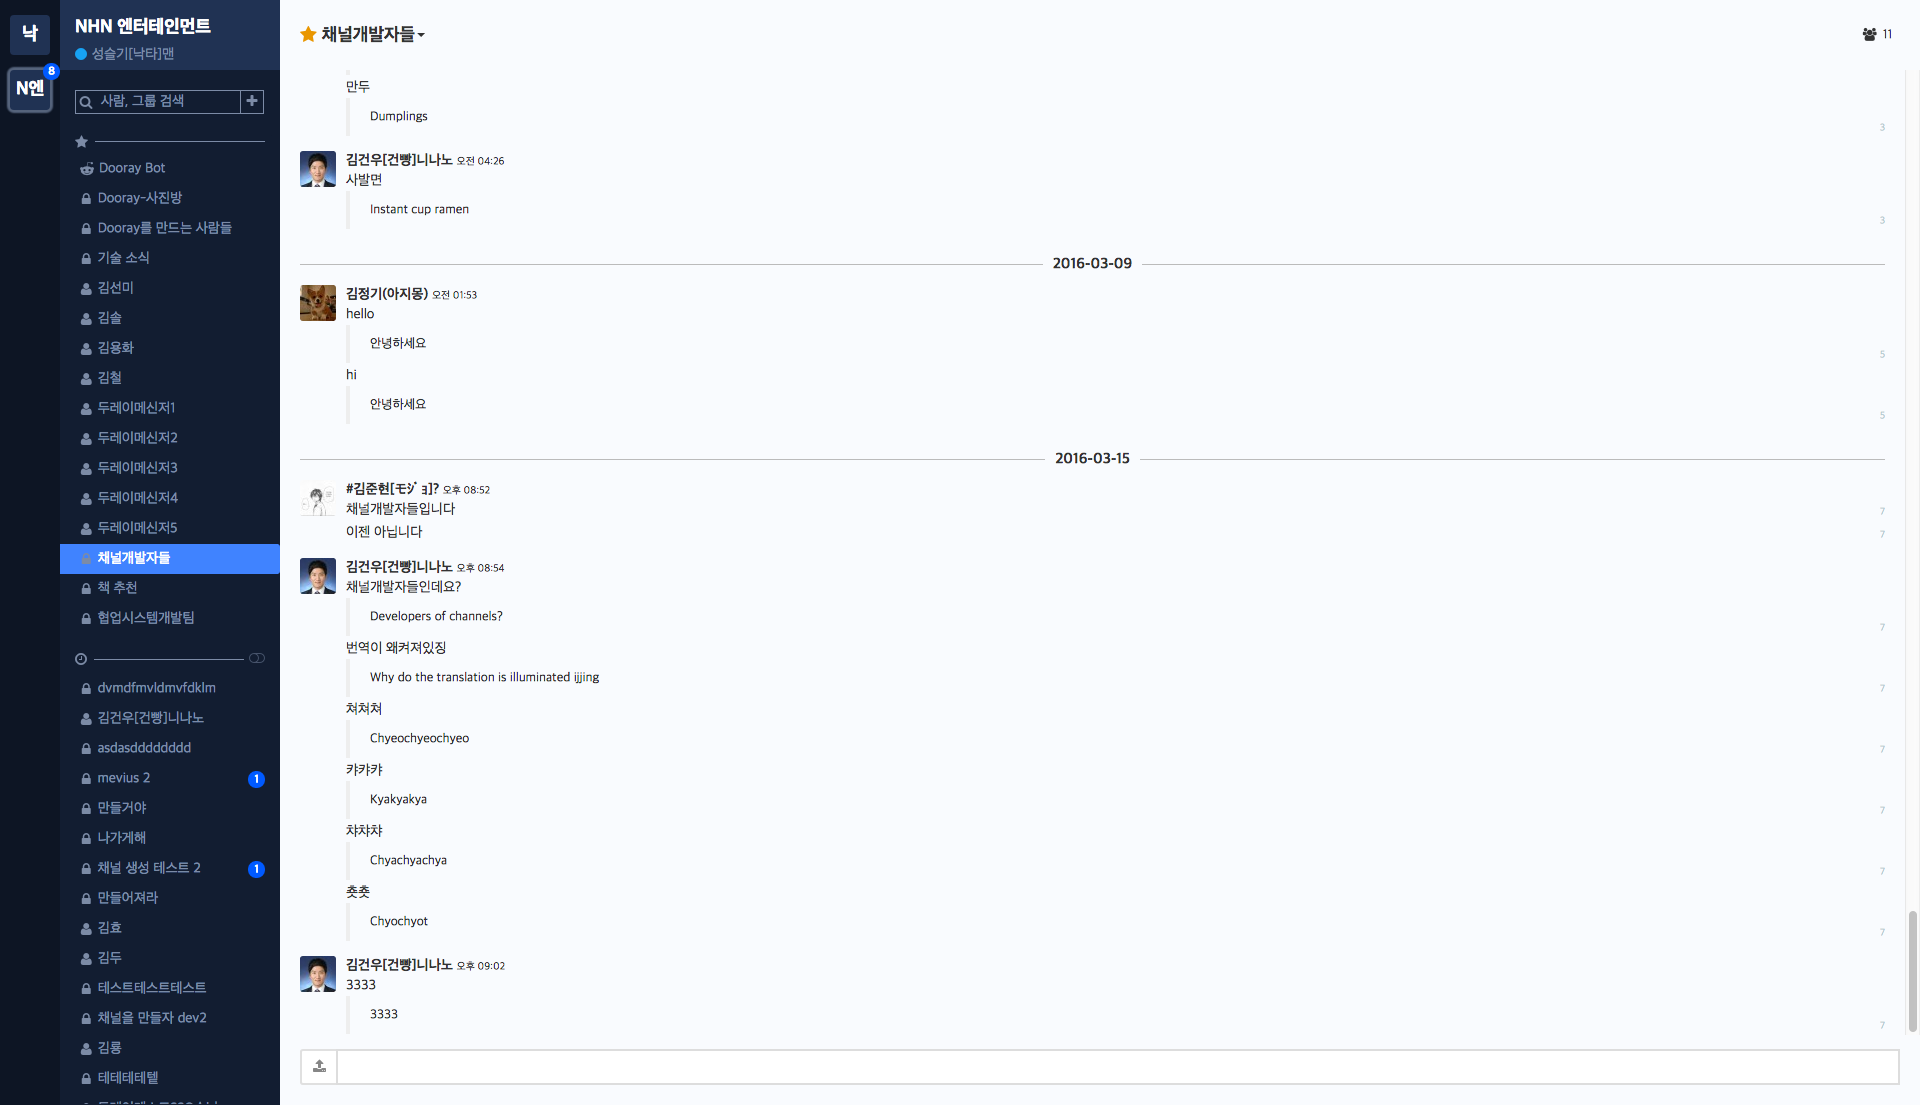 낙
N엔
8
NHN 엔터테인먼트
성슬기[낙타]맨
사람, 그룹 검색
Dooray Bot
Dooray-사진방
Dooray를 만드는 사람들
기술 소식
김선미
김솔
김용화
김철
두레이메신저1
두레이메신저2
두레이메신저3
두레이메신저4
두레이메신저5
채널개발자들
책 추천
협업시스템개발팀
dvmdfmvldmvfdklm
김건우[건빵]니나노
asdasdddddddd
mevius 2
1
만들거야
나가게해
채널 생성 테스트 2
1
만들어져라
김효
김두
테스트테스트테스트
채널을 만들자 dev2
김룡
테테테테텥
채널개발자들
11
만두
Dumplings
3
김건우[건빵]니나노 오전 04:26
사발면
Instant cup ramen
3
2016-03-09
김정기(아지몽) 오전 01:53
hello
안녕하세요
5
hi
안녕하세요
5
2016-03-15
#김준현[モジョ]? 오후 08:52
채널개발자들입니다
7
이젠 아닙니다
7
김건우[건빵]니나노 오후 08:54
채널개발자들인데요?
Developers of channels?
7
번역이 왜켜져있징
Why do the translation is illuminated ijjing
7
쳐쳐쳐
Chyeochyeochyeo
7
캬캬캬
Kyakyakya
7
챠챠챠
Chyachyachya
7
춋춋
Chyochyot
7
김건우[건빵]니나노 오후 09:02
3333
3333
7